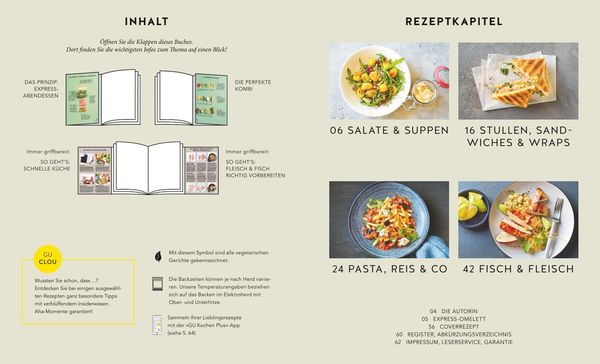 INHALT
Öffnen Sie die Klappen dieses Buches.
Dort finden Sie die wichtigsten Infos zum Thema auf einen Blick!
DAS PRINZIP:
EXPRESS-
ABENDESSEN
DIE PERFEKTE
KOMBI
Immer griffbereit:
SO GEHT'S:
SCHNELLE KÜCHE
Immer griffbereit:
SO GEHT'S:
FLEISCH & FISCH
RICHTIG VORBEREITEN
GU
CLOU
Wussten Sie schon, dass ...?
Entdecken Sie bei einigen ausgewähl-
ten Rezepten ganz besondere Tipps
mit verblüffendem Insiderwissen.
Aha-Momente garantiert!
Mit diesem Symbol sind alle vegetarischen
Gerichte gekennzeichnet.
Die Backzeiten können je nach Herd variie-
ren. Unsere Temperaturangaben beziehen
sich auf das Backen im Elektroherd mit
Ober- und Unterhitze.
Sammeln Ihrer Lieblingsrezepte
mit der »GU Kochen Plus«-App
(siehe S. 64)
REZEPTKAPITEL
06 SALATE & SUPPEN
16 STULLEN, SAND-
WICHES & WRAPS
24 PASTA, REIS & CO
42 FISCH & FLEISCH
04 DIE AUTORIN
05 EXPRESS-OMELETT
56 COVERREZEPT
60 REGISTER, ABKÜRZUNGSVERZEICHNIS
62 IMPRESSUM, LESERSERVICE, GARANTIE